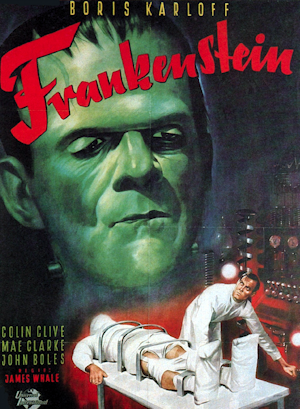 BORIS KARLOFF
Frankenstein
COLIN CLIVE
MAE CLARKE
JOHN BOLES
JAMES WHALE